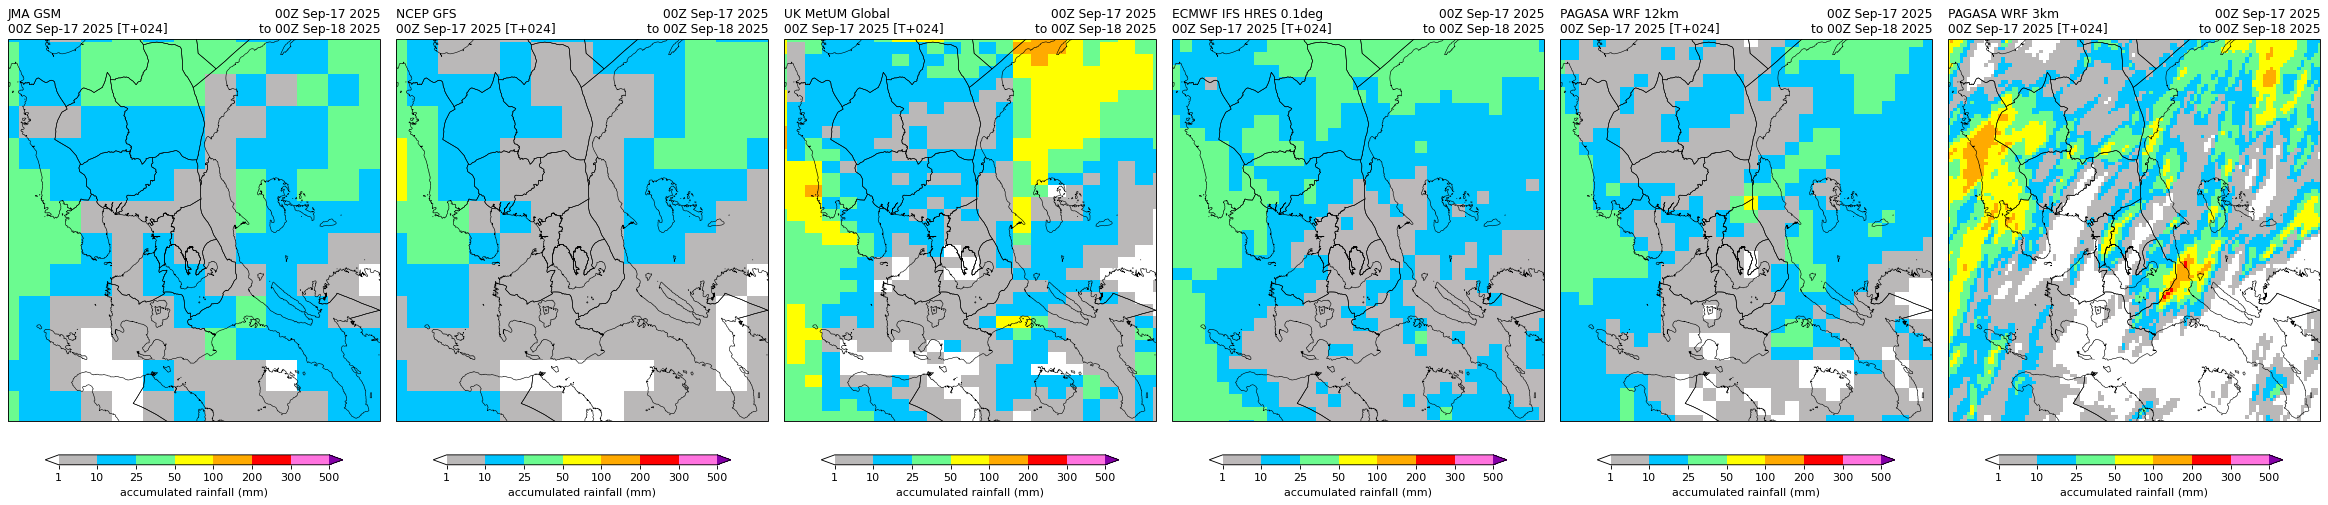 JMA GSM 00Z Sep-17 2025
00Z Sep-17 2025 [T+024] to 00Z Sep-18 2025
1 10 25 50 100 200 300 500
accumulated rainfall (mm)
NCEP GFS 00Z Sep-17 2025
00Z Sep-17 2025 [T+024] to 00Z Sep-18 2025
1 10 25 50 100 200 300 500
accumulated rainfall (mm)
UK MetUM Global 00Z Sep-17 2025
00Z Sep-17 2025 [T+024] to 00Z Sep-18 2025
1 10 25 50 100 200 300 500
accumulated rainfall (mm)
ECMWF IFS HRES 0.1deg 00Z Sep-17 2025
00Z Sep-17 2025 [T+024] to 00Z Sep-18 2025
1 10 25 50 100 200 300 500
accumulated rainfall (mm)
PAGASA WRF 12km 00Z Sep-17 2025
00Z Sep-17 2025 [T+024] to 00Z Sep-18 2025
1 10 25 50 100 200 300 500
accumulated rainfall (mm)
PAGASA WRF 3km 00Z Sep-17 2025
00Z Sep-17 2025 [T+024] to 00Z Sep-18 2025
1 10 25 50 100 200 300 500
accumulated rainfall (mm)